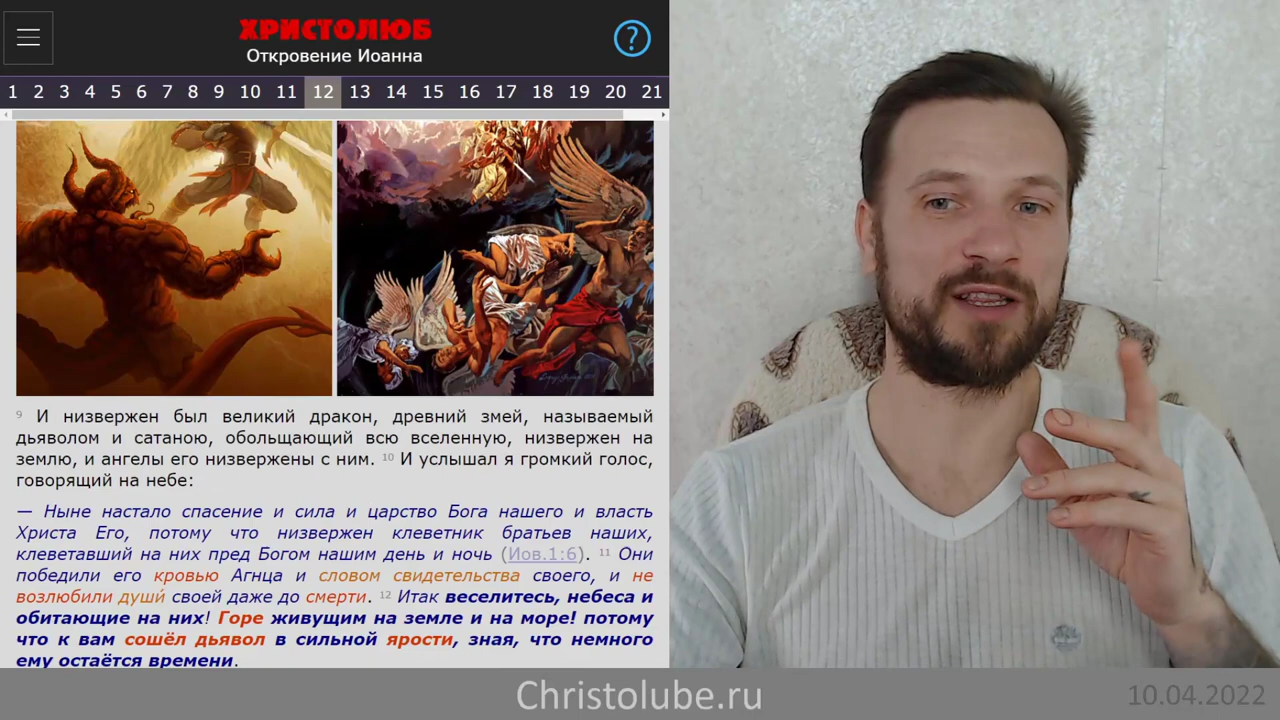 ХРИСТОЛЮБ
Откровение Иоанна
?
1 2 3 4 5 6 7 8 9 10 11 12 13 14 15 16 17 18 19 20 21
9 И низвержен был великий дракон, древний змей, называемый
дьяволом и сатаною, обольщающий всю вселенную, низвержен на
землю, и ангелы его низвержены с ним. 10 И услышал я громкий голос,
говорящий на небе:
— Ныне настало спасение и сила и царство Бога нашего и власть
Христа Его, потому что низвержен клеветник братьев наших,
клеветавший на них пред Богом нашим день и ночь (Иов.1:6). 11 Они
победили его кровью Агнца и словом свидетельства своего, и не
возлюбили души́ своей даже до смерти. 12 Итак веселитесь, небеса и
обитающие на них! Горе живущим на земле и на море! потому
что к вам сошёл дьявол в сильной ярости, зная, что немного
ему остаётся времени.
Christolube.ru
10.04.2022